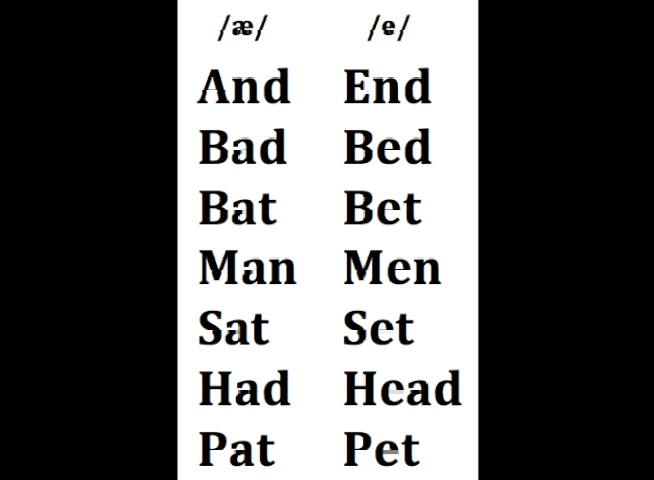 /æ/ /e/
And End
Bad Bed
Bat Bet
Man Men
Sat Set
Had Head
Pat Pet